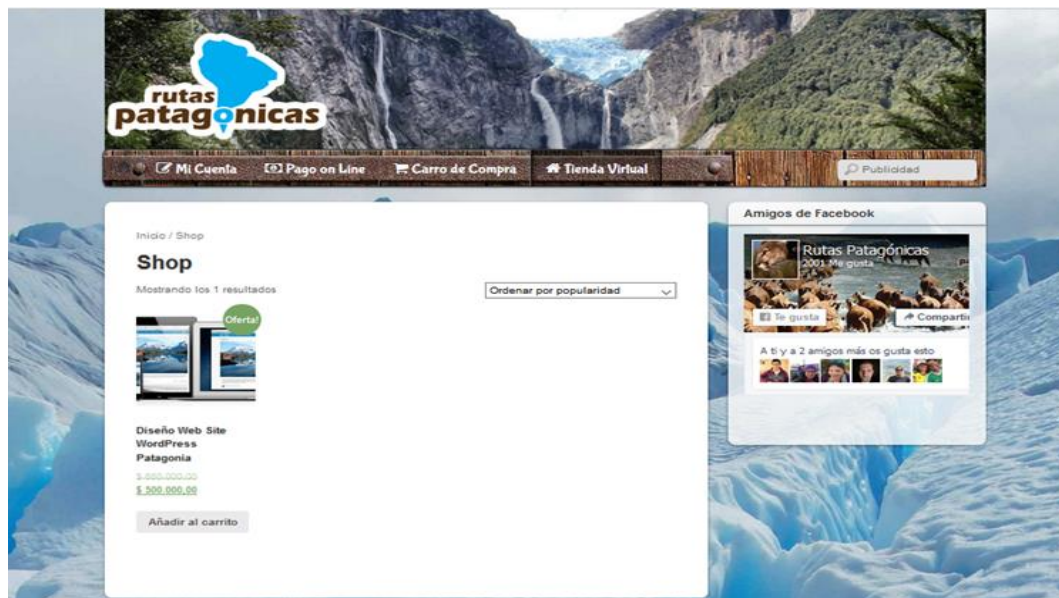 rutas
patagonicas
Mi Cuenta
Pago on Line
Carro de Compra
Tienda Virtual
Publicidad
Inicio / Shop
Shop
Mostrando los 1 resultados
Ordenar por popularidad
Oferta!
Diseño Web Site
WordPress
Patagonia
$ 500.000,00
Añadir al carrito
Amigos de Facebook
Rutas Patagónicas
2001 Me gusta
Te gusta
Compartir
A ti y a 2 amigos más os gusta esto